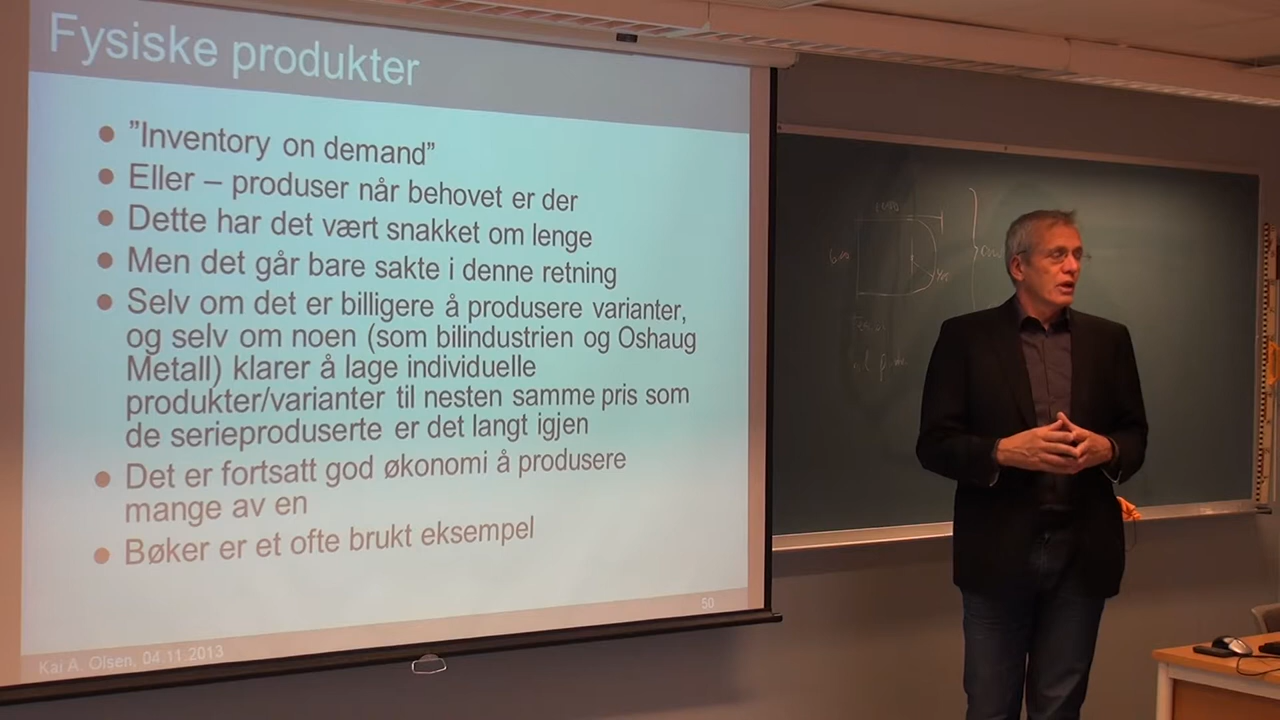 Fysiske produkter
● ”Inventory on demand”
● Eller – produser når behovet er der
● Dette har det vært snakket om lenge
● Men det går bare sakte i denne retning
● Selv om det er billigere å produsere varianter,
og selv om noen (som bilindustrien og Oshaug
Metall) klarer å lage individuelle
produkter/varianter til nesten samme pris som
de serieproduserte er det langt igjen
● Det er fortsatt god økonomi å produsere
mange av en
● Bøker er et ofte brukt eksempel
Kai A. Olsen, 04.11.2013
50